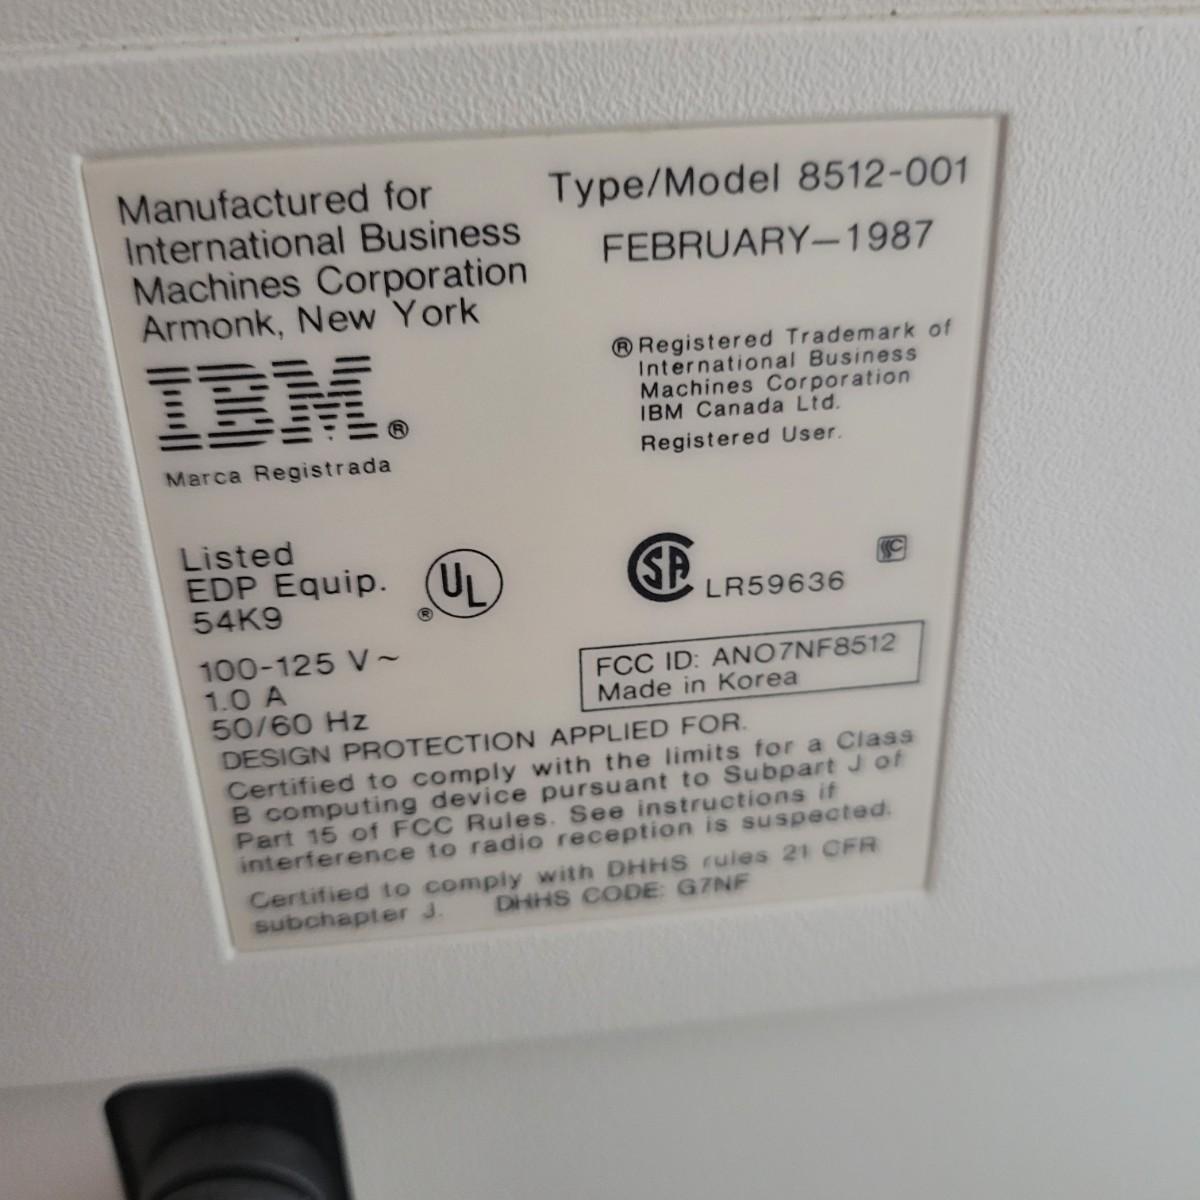 Manufactured for
International Business
Machines Corporation
Armonk, New York
IBM®
Marca Registrada
Type/Model 8512-001
FEBRUARY—1987
® Registered Trademark of
International Business
Machines Corporation
IBM Canada Ltd.
Registered User.
Listed
EDP Equip.
54K9
UL ®
SA LR59636
100-125 V~
1.0 A
50/60 Hz
FCC ID: ANO7NF8512
Made in Korea
DESIGN PROTECTION APPLIED FOR.
Certified to comply with the limits for a Class
B computing device pursuant to Subpart J of
Part 15 of FCC Rules. See instructions if
interference to radio reception is suspected.
Certified to comply with DHHS rules 21 CFR
subchapter J. DHHS CODE: G7NF